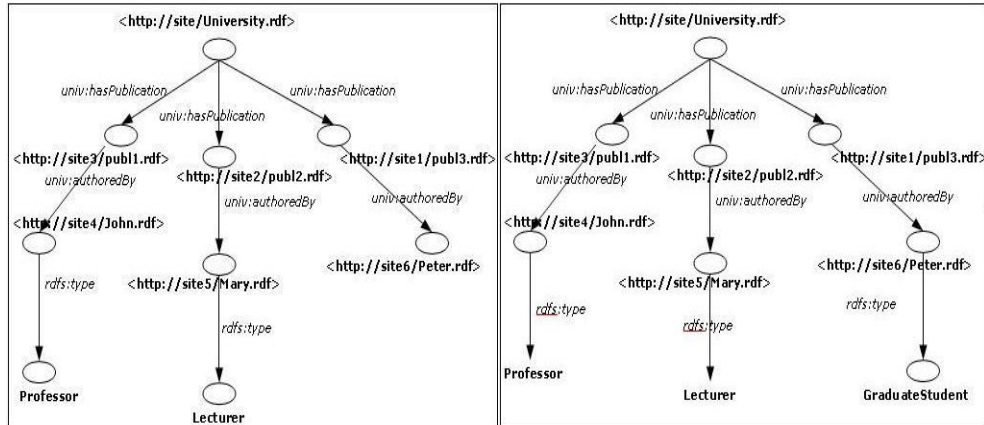 <http://site/University.rdf>
univ:hasPublication
univ:hasPublication
univ:hasPublication
<http://site3/publ1.rdf>
<http://site1/publ3.rdf>
<http://site2/publ2.rdf>
univ:authoredBy
univ:authoredBy
univ:authoredBy
<http://site4/John.rdf>
<http://site6/Peter.rdf>
<http://site5/Mary.rdf>
rdfs:type
rdfs:type
Professor
Lecturer
<http://site/University.rdf>
univ:hasPublication
univ:hasPublication
univ:hasPublication
<http://site3/publ1.rdf>
<http://site1/publ3.rdf>
<http://site2/publ2.rdf>
univ:authoredBy
univ:authoredBy
univ:authoredBy
<http://site4/John.rdf>
<http://site6/Peter.rdf>
<http://site5/Mary.rdf>
rdfs:type
rdfs:type
rdfs:type
Professor
Lecturer
GraduateStudent